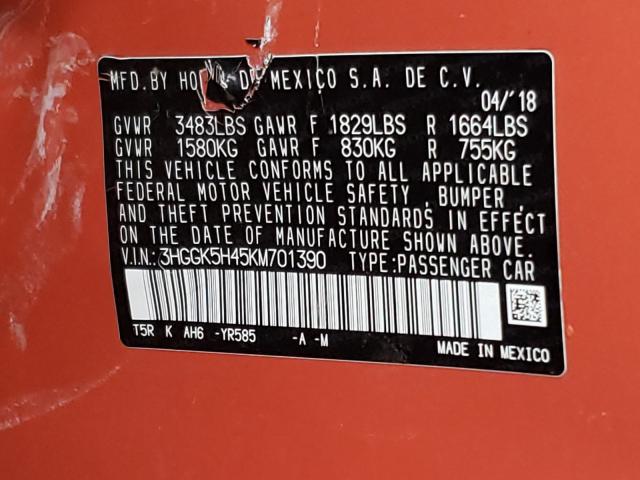 MFD.BY HO A DE MEXICO S.A. DE C.V.
04/'18
GVWR 3483LBS GAWR F 1829LBS R 1664LBS
GVWR 1580KG GAWR F 830KG R 755KG
THIS VEHICLE CONFORMS TO ALL APPLICABLE
FEDERAL MOTOR VEHICLE SAFETY , BUMPER ,
AND THEFT PREVENTION STANDARDS IN EFFECT
ON THE DATE OF MANUFACTURE SHOWN ABOVE.
V.I.N.:3HGGK5H45KM701390 TYPE:PASSENGER CAR
T5R K AH6 -YR585 -A -M
MADE IN MEXICO